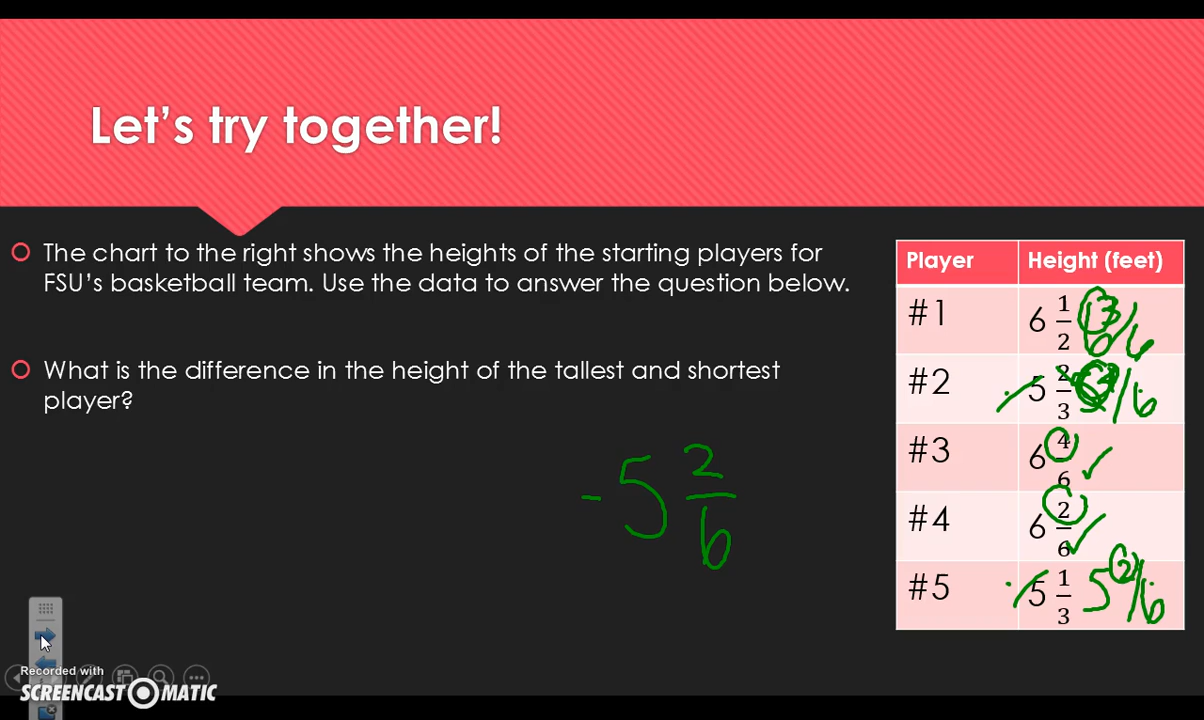 Let's try together!
The chart to the right shows the heights of the starting players for
FSU's basketball team. Use the data to answer the question below.
What is the difference in the height of the tallest and shortest
player?
- 5 2/6
Player Height (feet)
#1 6 1/2 3/6
#2 5 2/3 /6
#3 6 4/6
#4 6 2/6
#5 5 1/3 5 2/6
Recorded with
SCREENCAST MATIC